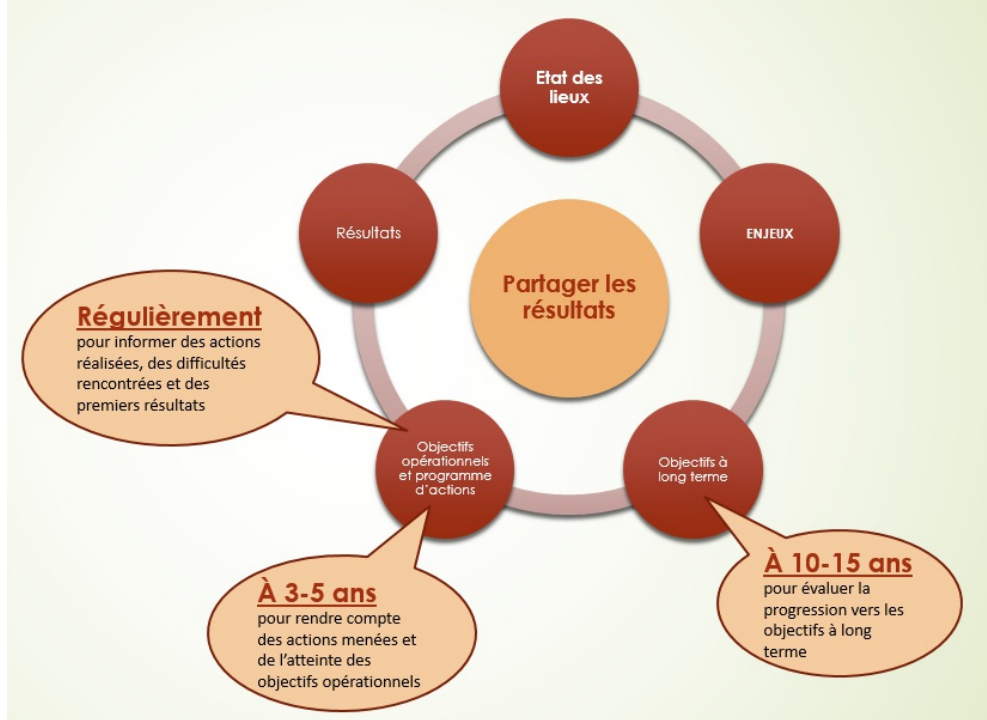 Etat des
lieux
Résultats
ENJEUX
Partager les
résultats
Régulièrement
pour informer des actions
réalisées, des difficultés
rencontrées et des
premiers résultats
Objectifs
opérationnels
et programme
d'actions
Objectifs à
long terme
À 3-5 ans
pour rendre compte
des actions menées et
de l'atteinte des
objectifs opérationnels
À 10-15 ans
pour évaluer la
progression vers les
objectifs à long
terme